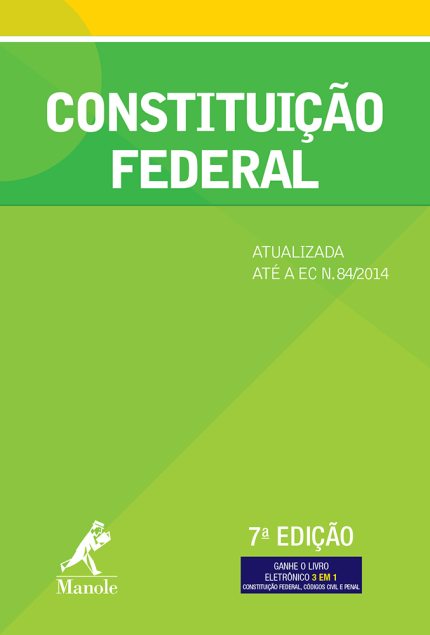 CONSTITUIÇÃO
FEDERAL
ATUALIZADA
ATÉ A EC N. 84/2014
7ª EDIÇÃO
GANHE O LIVRO
ELETRÔNICO 3 EM 1
CONSTITUIÇÃO FEDERAL, CÓDIGOS CIVIL E PENAL
Manole